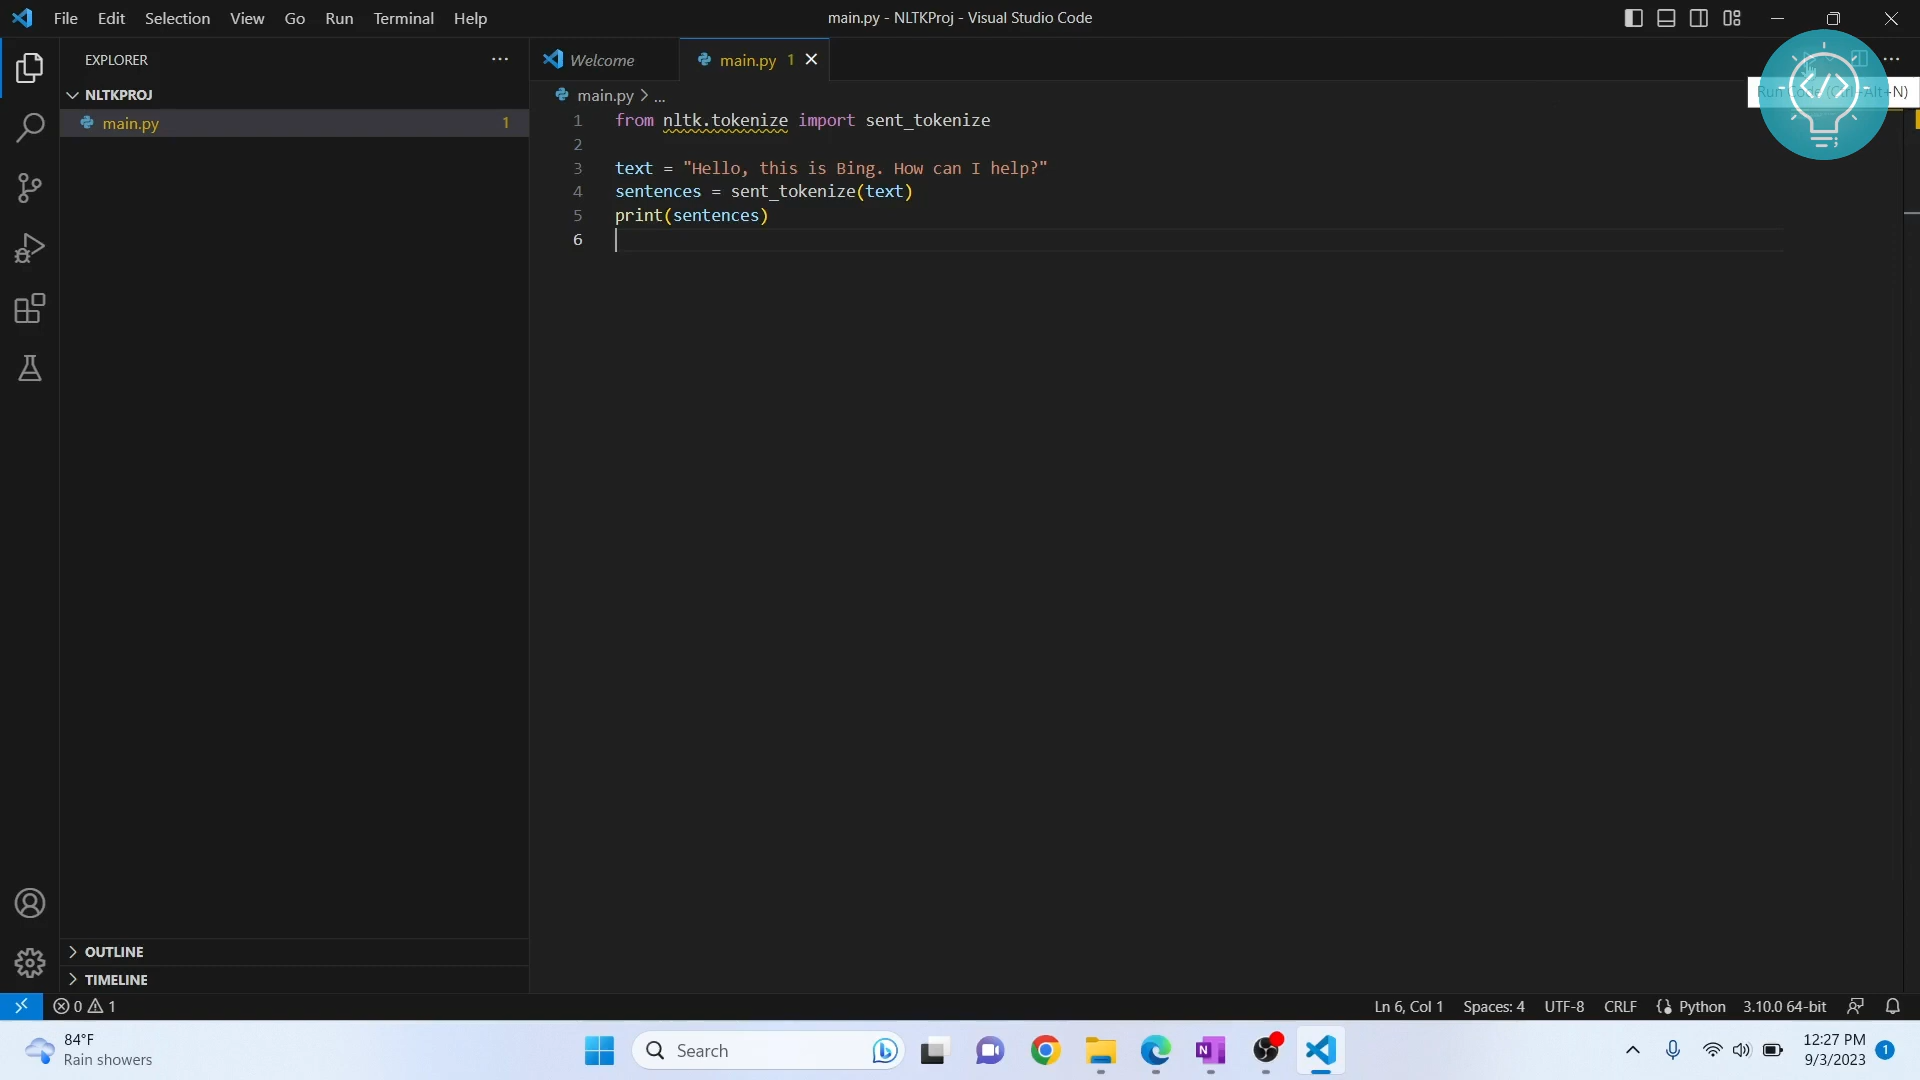 File Edit Selection View Go Run Terminal Help
main.py - NLTKProj - Visual Studio Code
EXPLORER
Welcome
main.py 1
Run Code (Ctrl+Alt+N)
NLTKPROJ
main.py 1
main.py > ...
1 from nltk.tokenize import sent_tokenize
2
3 text = "Hello, this is Bing. How can I help?"
4 sentences = sent_tokenize(text)
5 print(sentences)
6
OUTLINE
TIMELINE
0 1
Ln 6, Col 1 Spaces: 4 UTF-8 CRLF Python 3.10.0 64-bit
84°F
Rain showers
Search
12:27 PM
9/3/2023
1